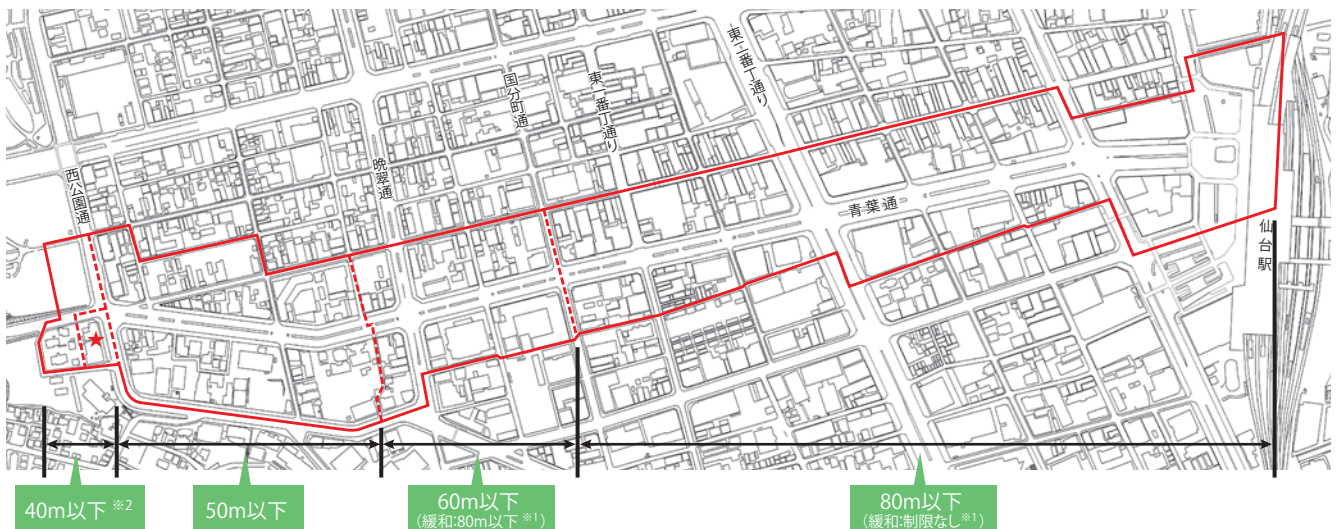 東二番丁通り
国分町通
東一番丁通り
晩翠通
西公園通
青葉通
仙台駅
★
40m以下 ※2
50m以下
60m以下
(緩和:80m以下※1)
80m以下
(緩和:制限なし※1)